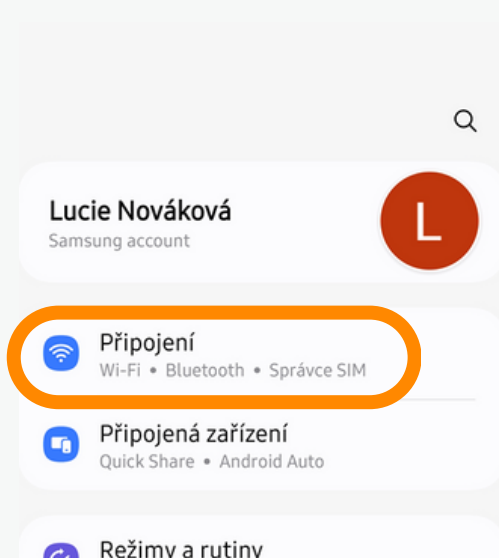 Lucie Nováková
Samsung account
L
Připojení
Wi-Fi • Bluetooth • Správce SIM
Připojená zařízení
Quick Share • Android Auto
Režimy a rutiny